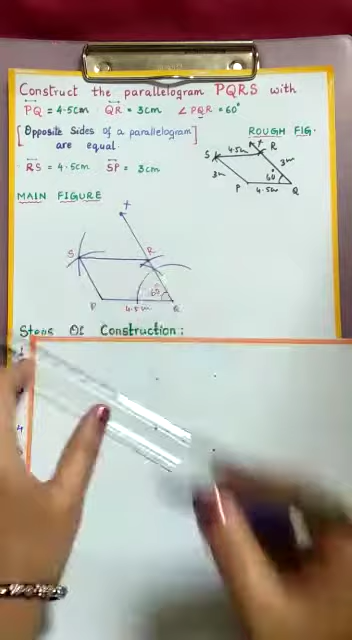 Construct the parallelogram PQRS with
PQ = 4.5cm QR = 3cm ∠ PQR = 60°
[Opposite Sides of a parallelogram
are equal]
RS = 4.5cm SP = 3cm
ROUGH FIG.
S 4.5cm R X
3cm 60° 3cm
P 4.5cm Q
MAIN FIGURE
X
S R
60°
P 4.5cm Q
Steps Of Construction:
4